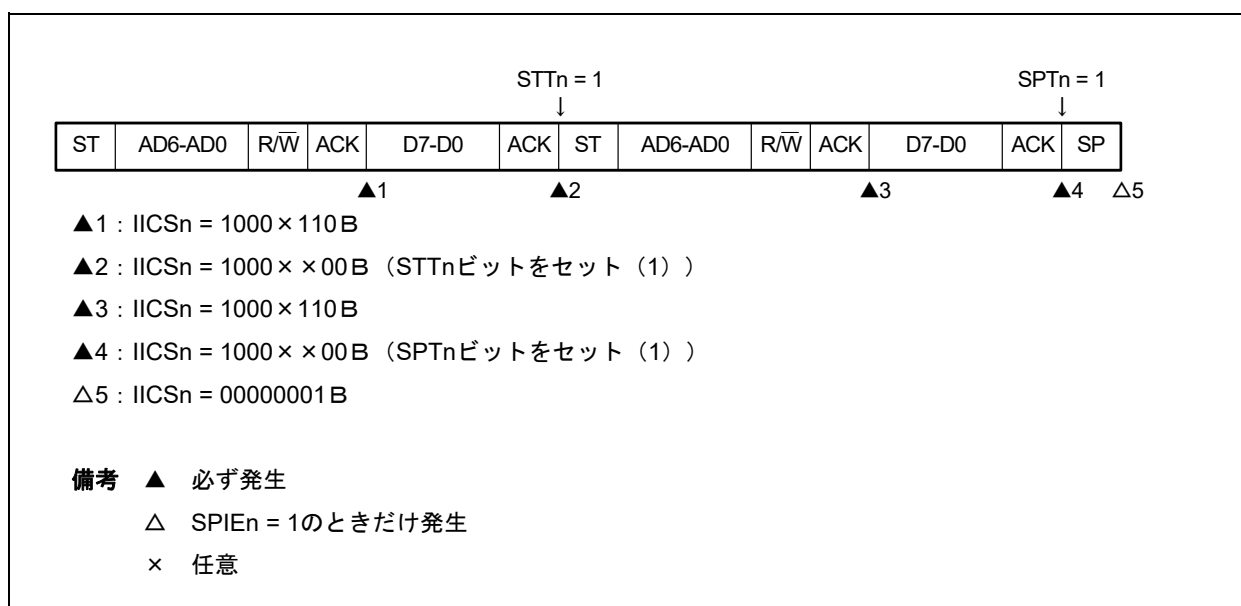 STTn = 1 SPTn = 1
↓ ↓
ST AD6-AD0 R/W̅ ACK D7-D0 ACK ST AD6-AD0 R/W̅ ACK D7-D0 ACK SP
▲1 ▲2 ▲3 ▲4 △5
▲1：IICSn = 1000×110B
▲2：IICSn = 1000××00B（STTnビットをセット（1））
▲3：IICSn = 1000×110B
▲4：IICSn = 1000××00B（SPTnビットをセット（1））
△5：IICSn = 00000001B
備考 ▲ 必ず発生
△ SPIEn = 1のときだけ発生
× 任意